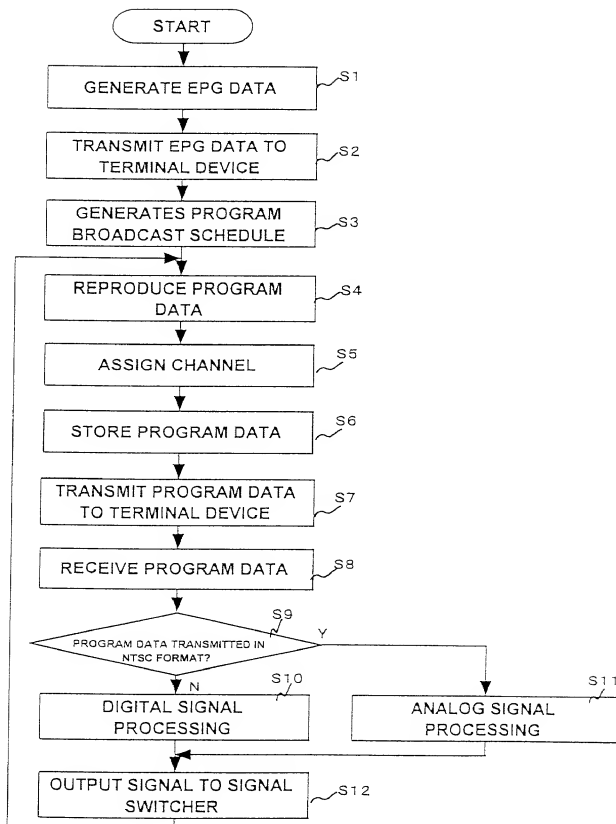 START
GENERATE EPG DATA
S1
TRANSMIT EPG DATA TO
TERMINAL DEVICE
S2
GENERATES PROGRAM
BROADCAST SCHEDULE
S3
REPRODUCE PROGRAM
DATA
S4
ASSIGN CHANNEL
S5
STORE PROGRAM DATA
S6
TRANSMIT PROGRAM DATA
TO TERMINAL DEVICE
S7
RECEIVE PROGRAM DATA
S8
PROGRAM DATA TRANSMITTED IN
NTSC FORMAT?
S9
Y
N
DIGITAL SIGNAL
PROCESSING
S10
ANALOG SIGNAL
PROCESSING
S11
OUTPUT SIGNAL TO SIGNAL
SWITCHER
S12